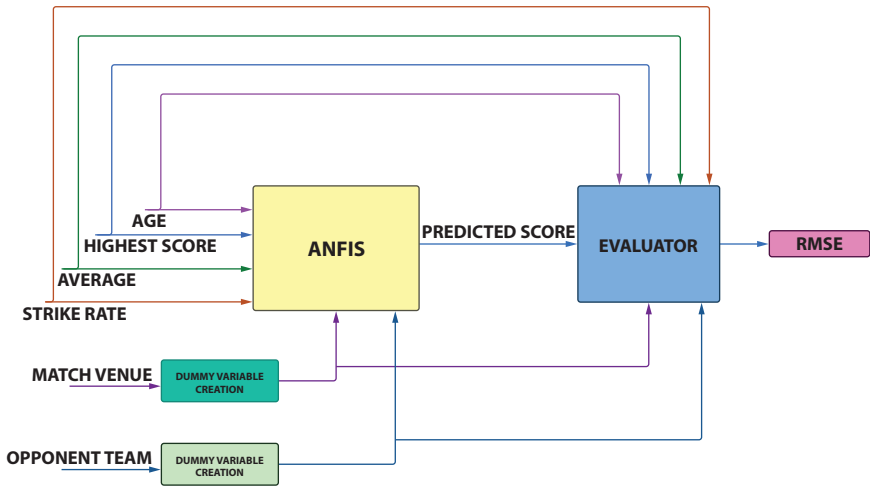 AGE
HIGHEST SCORE
AVERAGE
STRIKE RATE
ANFIS
PREDICTED SCORE
EVALUATOR
RMSE
MATCH VENUE
DUMMY VARIABLE
CREATION
OPPONENT TEAM
DUMMY VARIABLE
CREATION